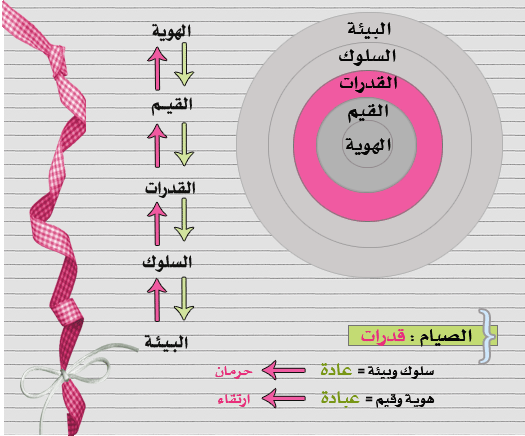 البيئة
السلوك
القدرات
القيم
الهوية
الهوية
القيـم
القدرات
السلوك
البيئة
الصيام : قدرات
سلوك وبيئة = عادة ← حرمان
هوية وقيم = عبادة ← ارتقاء